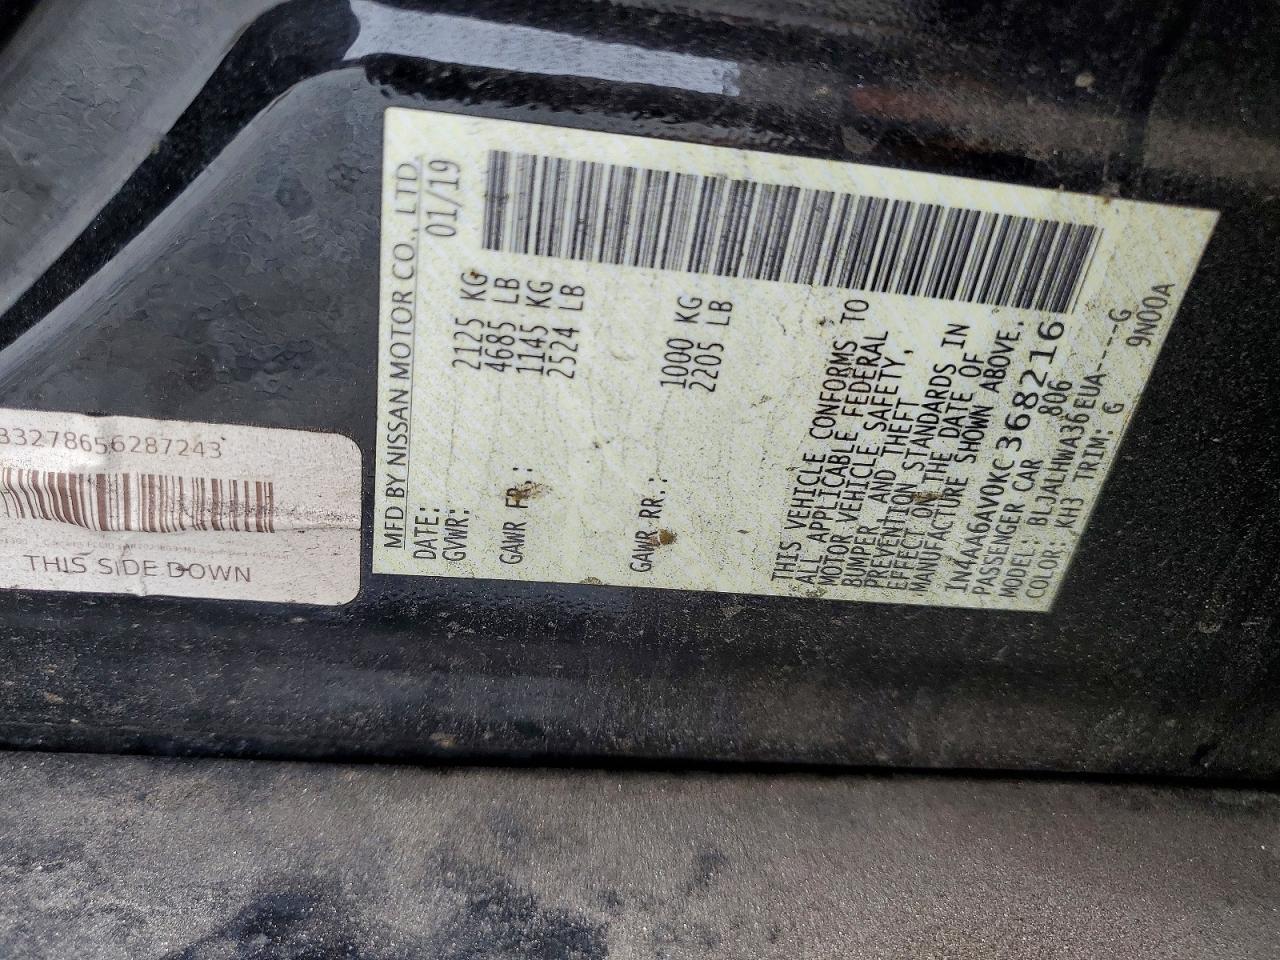 MFD BY NISSAN MOTOR CO., LTD.
DATE: 01/19
GVWR: 2125 KG
4685 LB
GAWR FR.: 1145 KG
2524 LB
GAWR RR.: 1000 KG
2205 LB
THIS VEHICLE CONFORMS TO
ALL APPLICABLE FEDERAL
MOTOR VEHICLE SAFETY,
BUMPER AND THEFT
PREVENTION STANDARDS IN
EFFECT ON THE DATE OF
MANUFACTURE SHOWN ABOVE.
1N4AA6AV0KC368216
PASSENGER CAR 806
MODEL: BLJALHWA36EUA----G
COLOR: KH3 TRIM: G 9N00A
33278656287243
THIS SIDE DOWN